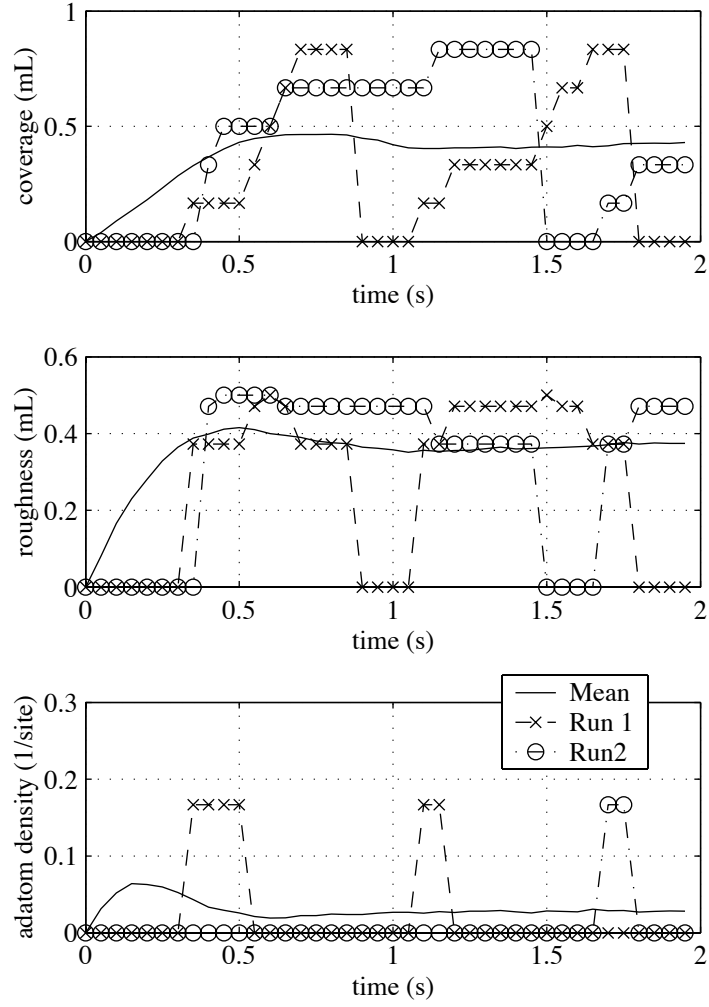 1
0.5
0
coverage (mL)
0 0.5 1 1.5 2
time (s)
0.6
0.4
0.2
0
roughness (mL)
0 0.5 1 1.5 2
time (s)
0.3
0.2
0.1
0
adatom density (1/site)
Mean
Run 1
Run2
0 0.5 1 1.5 2
time (s)